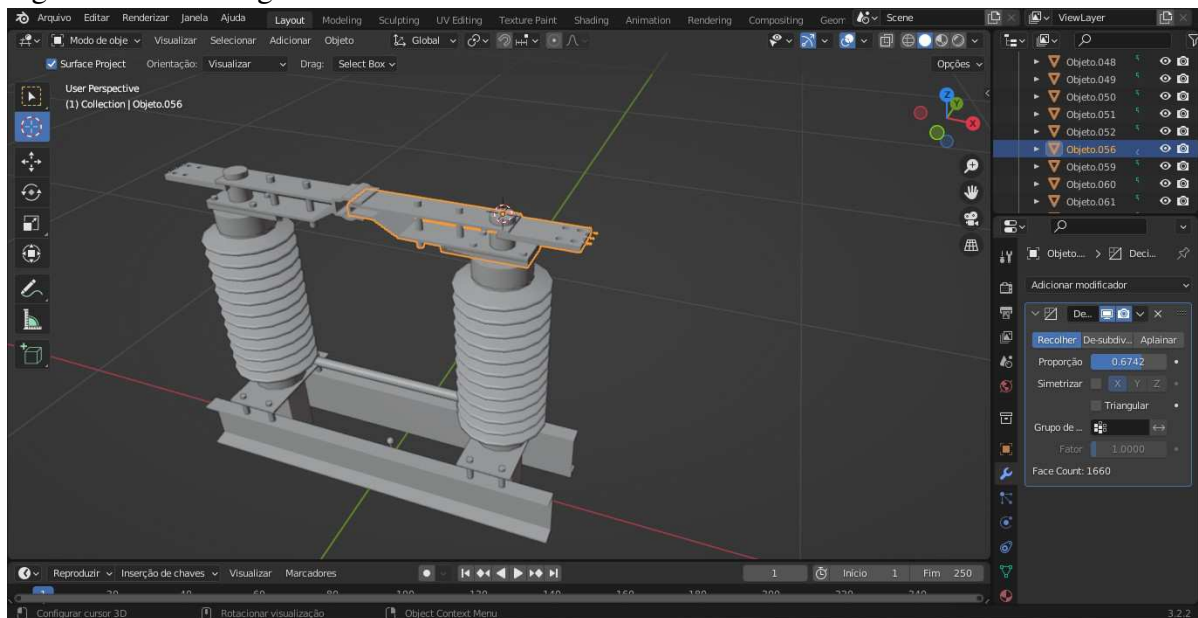 Arquivo Editar Renderizar Janela Ajuda Layout Modeling Sculpting UV Editing Texture Paint Shading Animation Rendering Compositing Geom Scene ViewLayer
Modo de obje Visualizar Selecionar Adicionar Objeto Global
Surface Project Orientação: Visualizar Drag: Select Box Opções
User Perspective
(1) Collection | Objeto.056
Z
Y
X
Objeto.048
Objeto.049
Objeto.050
Objeto.051
Objeto.052
Objeto.056
Objeto.059
Objeto.060
Objeto.061
Objeto.... > Deci...
Adicionar modificador
De...
Recolher De-subdiv... Aplainar
Proporção 0.6742
Simetrizar X Y Z
Triangular
Grupo de ...
Fator 1.0000
Face Count: 1660
Reproduzir Inserção de chaves Visualizar Marcadores 1 Início 1 Fim 250
1
Configurar cursor 3D Rotacionar visualização Object Context Menu 3.2.2